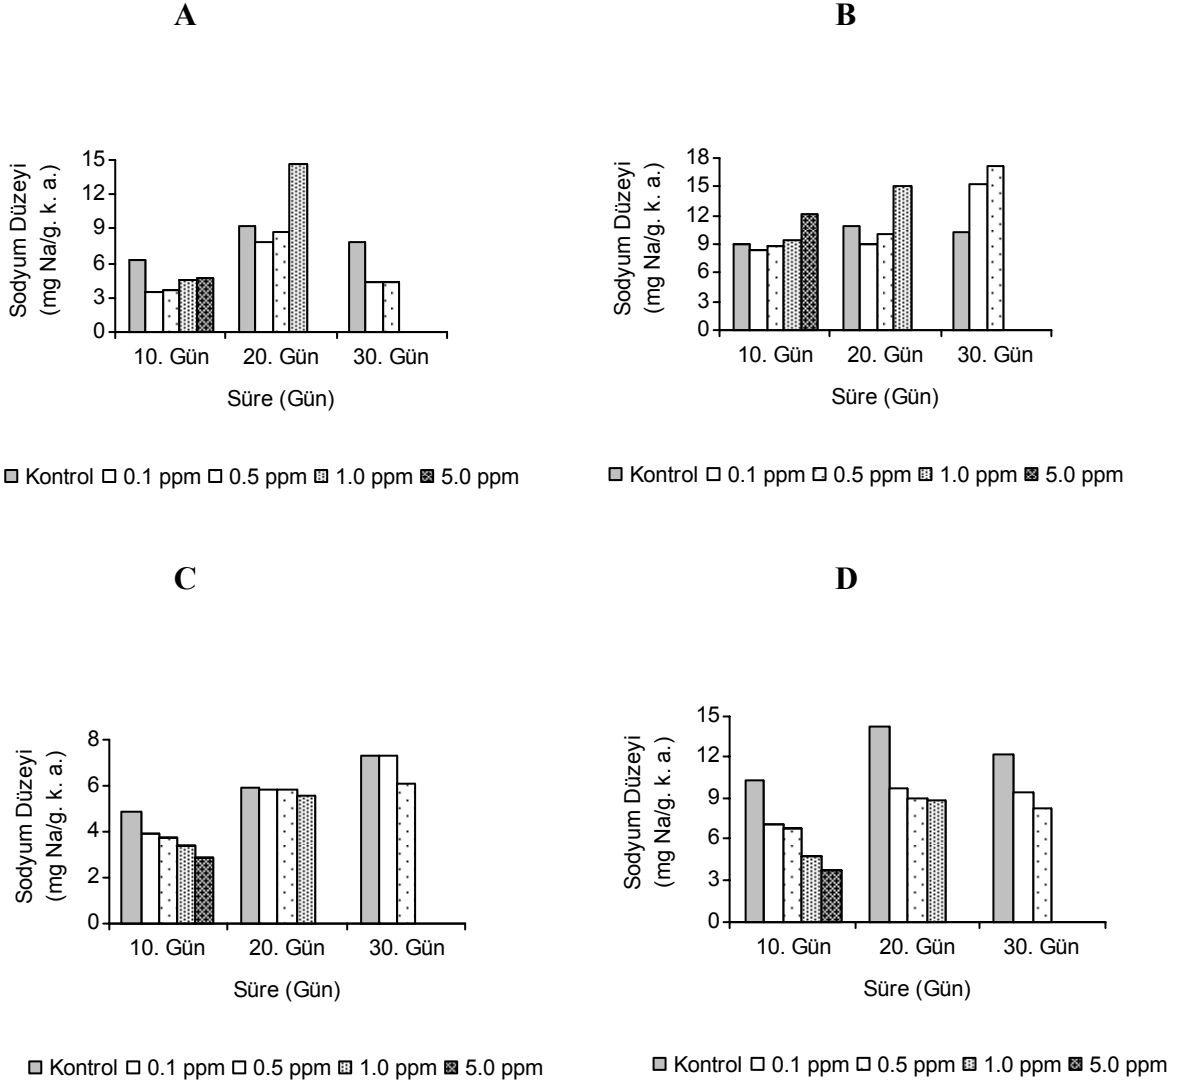 A
Sodyum Düzeyi
(mg Na/g. k. a.)
15
12
9
6
3
0
10. Gün 20. Gün 30. Gün
Süre (Gün)
Kontrol 0.1 ppm 0.5 ppm 1.0 ppm 5.0 ppm
B
Sodyum Düzeyi
(mg Na/g. k. a.)
18
15
12
9
6
3
0
10. Gün 20. Gün 30. Gün
Süre (Gün)
Kontrol 0.1 ppm 0.5 ppm 1.0 ppm 5.0 ppm
C
Sodyum Düzeyi
(mg Na/g. k. a.)
8
6
4
2
0
10. Gün 20. Gün 30. Gün
Süre (Gün)
Kontrol 0.1 ppm 0.5 ppm 1.0 ppm 5.0 ppm
D
Sodyum Düzeyi
(mg Na/g. k. a.)
15
12
9
6
3
0
10. Gün 20. Gün 30. Gün
Süre (Gün)
Kontrol 0.1 ppm 0.5 ppm 1.0 ppm 5.0 ppm